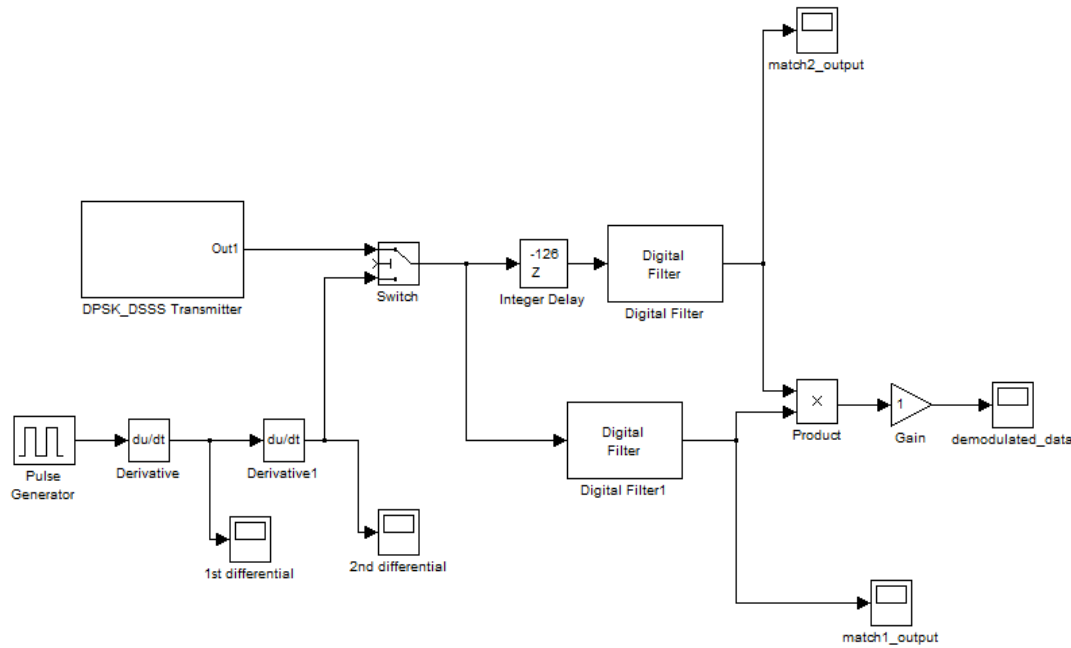 match2_output
Out1
DPSK_DSSS Transmitter
Switch
-126
Z
Integer Delay
Digital
Filter
Digital Filter
Pulse
Generator
du/dt
Derivative
du/dt
Derivative1
1st differential
2nd differential
Digital
Filter
Digital Filter1
×
Product
1
Gain
demodulated_data
match1_output